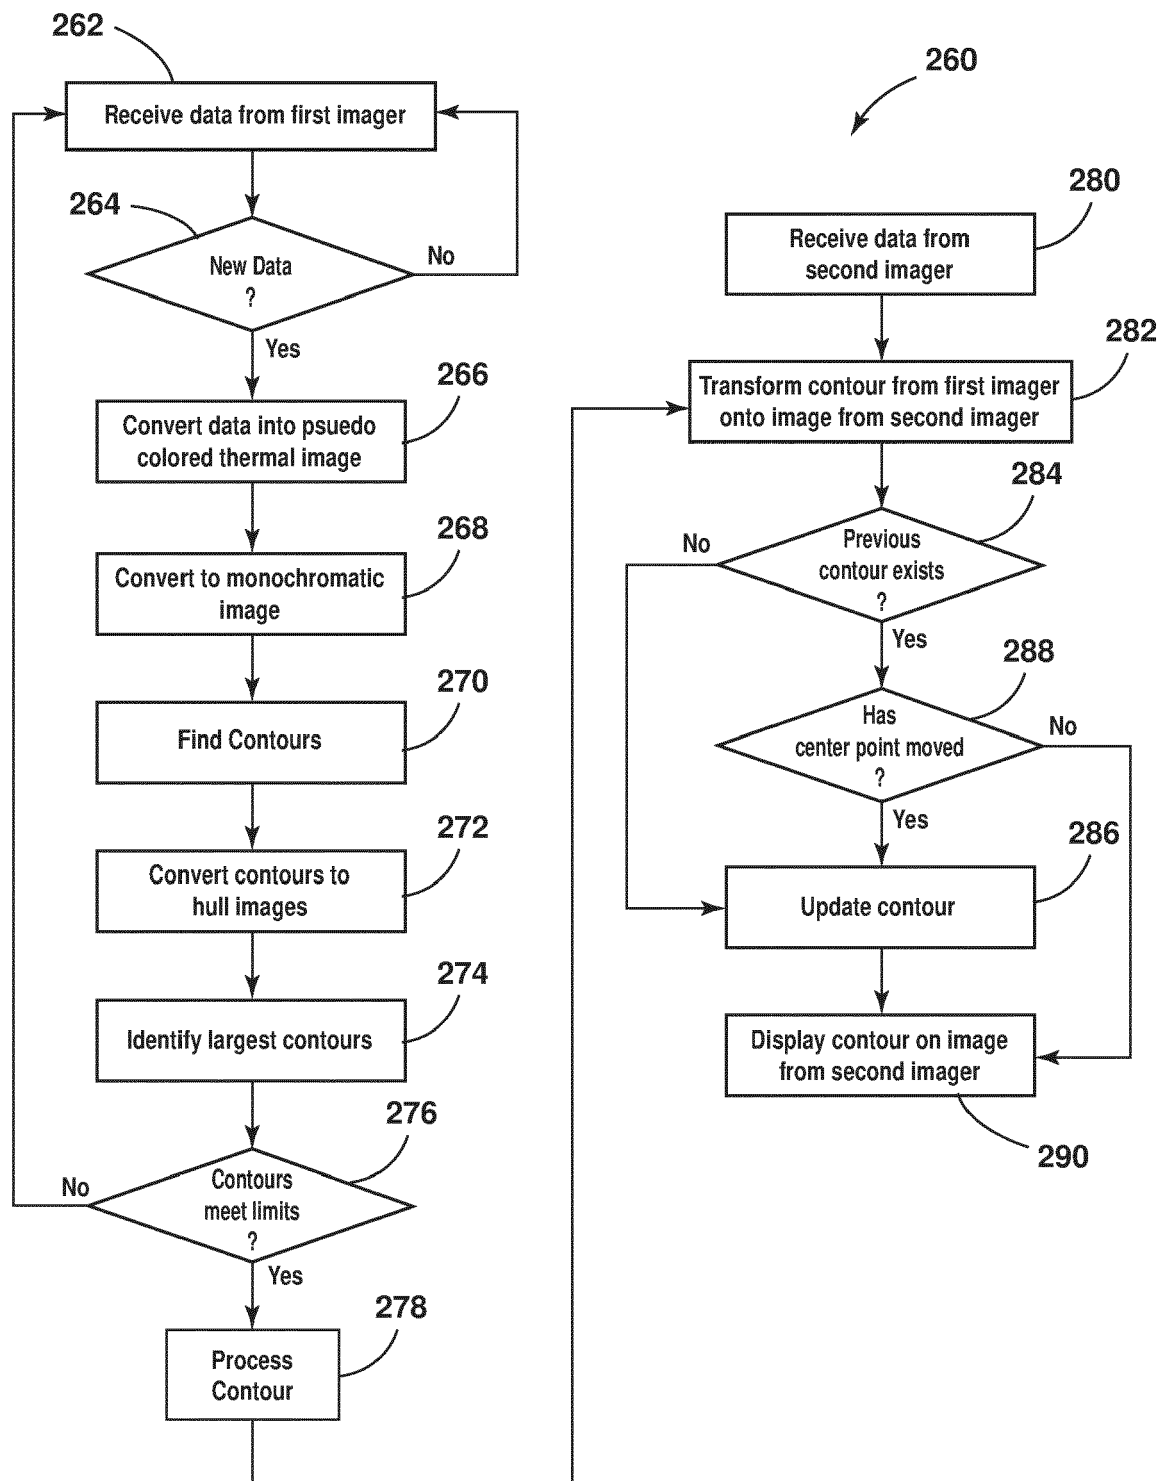 262
Receive data from first imager
264
New Data
?
No
Yes
266
Convert data into psuedo
colored thermal image
268
Convert to monochromatic
image
270
Find Contours
272
Convert contours to
hull images
274
Identify largest contours
276
Contours
meet limits
?
No
Yes
278
Process
Contour
260
280
Receive data from
second imager
282
Transform contour from first imager
onto image from second imager
284
Previous
contour exists
?
No
Yes
288
Has
center point moved
?
No
Yes
286
Update contour
Display contour on image
from second imager
290